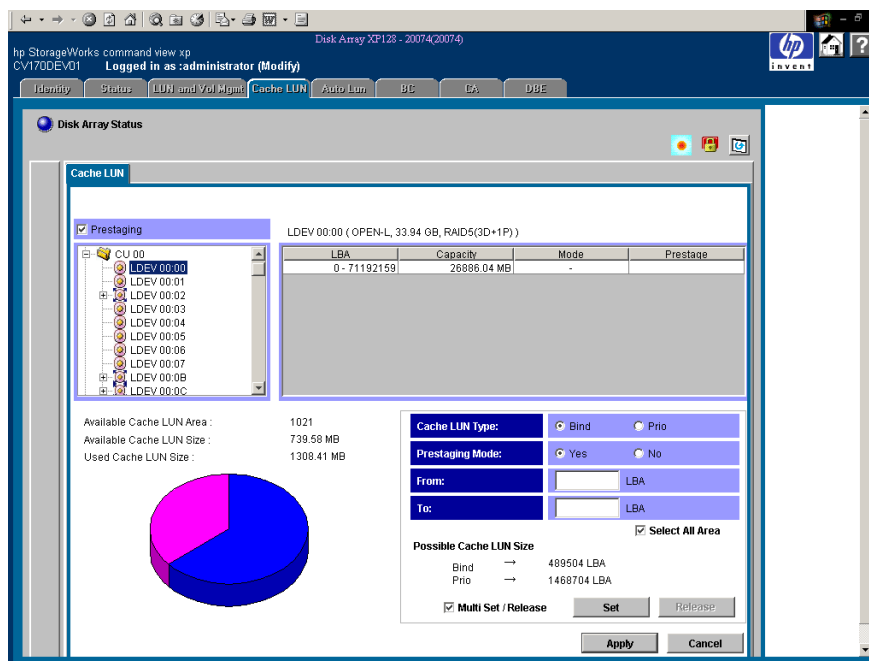 Disk Array XP128 - 20074(20074)
hp StorageWorks command view xp
CV170DEV01 Logged in as :administrator (Modify)
hp
invent
?
Identity Status LUN and Vol Mgmt Cache LUN Auto Lun BC CA DBE
Disk Array Status
Cache LUN
Prestaging
LDEV 00:00 ( OPEN-L, 33.94 GB, RAID5(3D+1P) )
CU 00
LDEV 00:00
LDEV 00:01
LDEV 00:02
LDEV 00:03
LDEV 00:04
LDEV 00:05
LDEV 00:06
LDEV 00:07
LDEV 00:0B
LDEV 00:0C
LBA Capacity Mode Prestage
0 - 71192159 26886.04 MB -
Available Cache LUN Area : 1021
Available Cache LUN Size : 739.58 MB
Used Cache LUN Size : 1308.41 MB
Cache LUN Type: Bind Prio
Prestaging Mode: Yes No
From: LBA
To: LBA
Select All Area
Possible Cache LUN Size
Bind → 489504 LBA
Prio → 1468704 LBA
Multi Set / Release Set Release
Apply Cancel